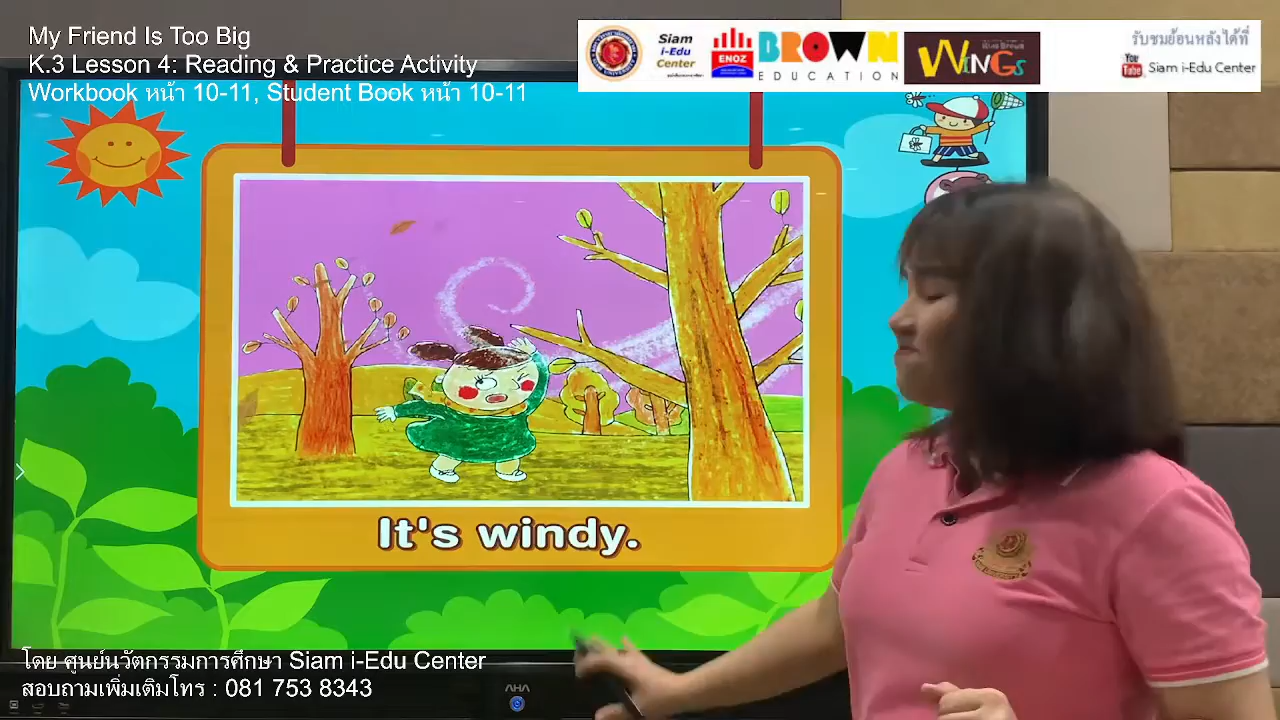 My Friend Is Too Big
K.3 Lesson 4: Reading & Practice Activity
Workbook หน้า 10-11, Student Book หน้า 10-11
Siam
i-Edu
Center
ENOZ
BROWN
EDUCATION
WiNGs
รับชมย้อนหลังได้ที่
You
Tube
Siam i-Edu Center
It's windy.
โดย ศูนย์นวัตกรรมการศึกษา Siam i-Edu Center
สอบถามเพิ่มเติมโทร : 081 753 8343
AHA